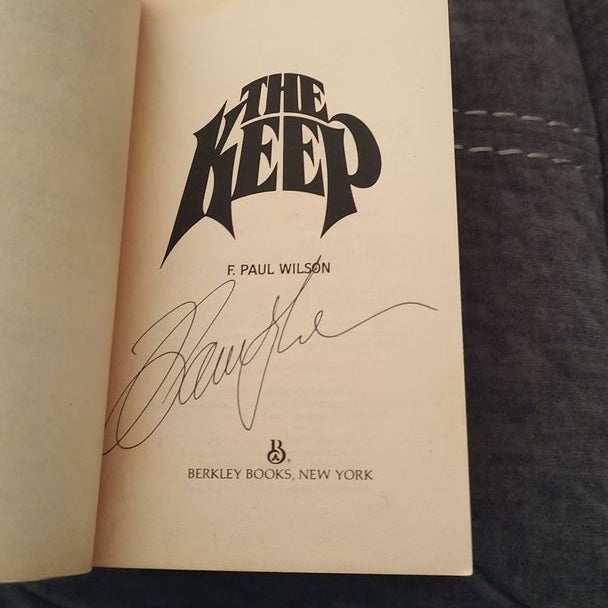 THE
KEEP
F. PAUL WILSON
BERKLEY BOOKS, NEW YORK